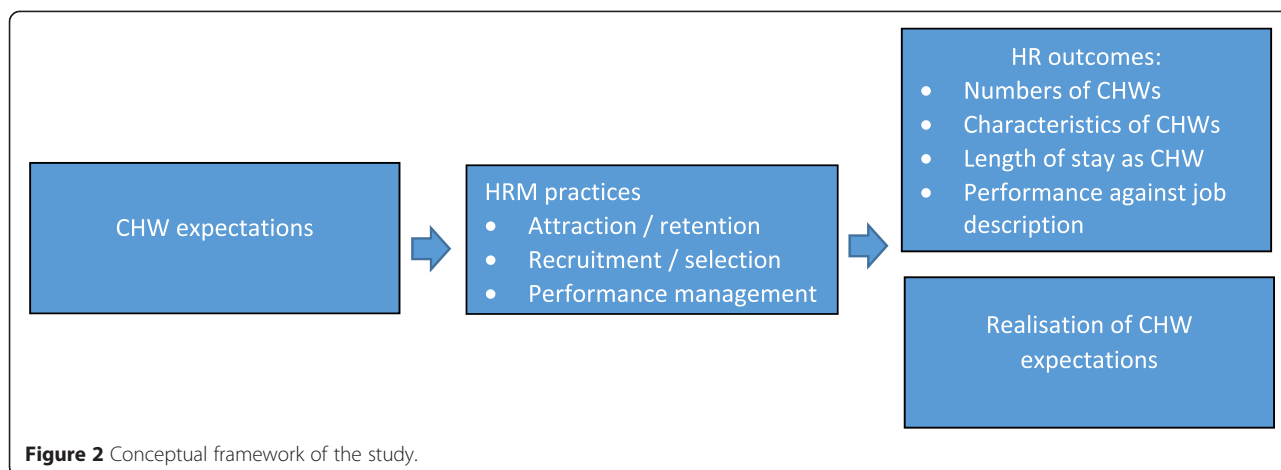 CHW expectations
HRM practices
• Attraction / retention
• Recruitment / selection
• Performance management
HR outcomes:
• Numbers of CHWs
• Characteristics of CHWs
• Length of stay as CHW
• Performance against job
description
Realisation of CHW
expectations
Figure 2 Conceptual framework of the study.